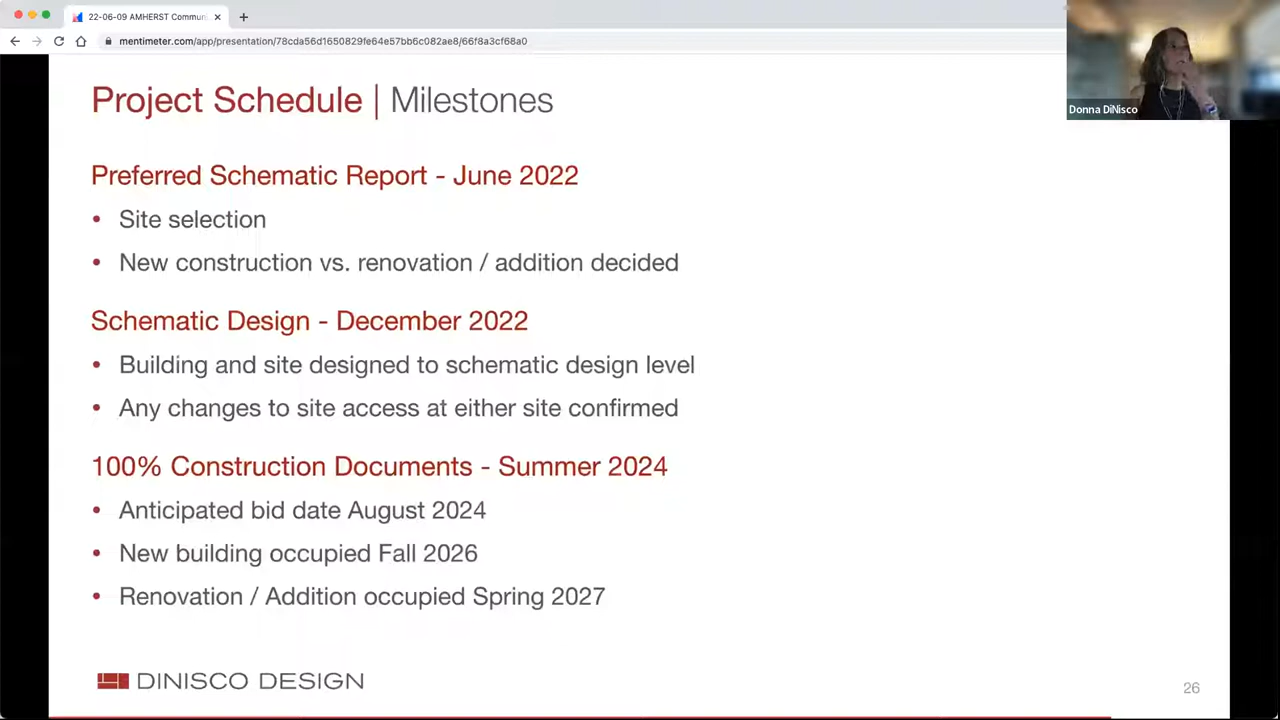 22-06-09 AMHERST Commun
mentimeter.com/app/presentation/78cda56d1650829fe64e57bb6c082ae8/66f8a3cf68a0
Donna DiNisco
Project Schedule | Milestones
Preferred Schematic Report - June 2022
• Site selection
• New construction vs. renovation / addition decided
Schematic Design - December 2022
• Building and site designed to schematic design level
• Any changes to site access at either site confirmed
100% Construction Documents - Summer 2024
• Anticipated bid date August 2024
• New building occupied Fall 2026
• Renovation / Addition occupied Spring 2027
DINISCO DESIGN
26